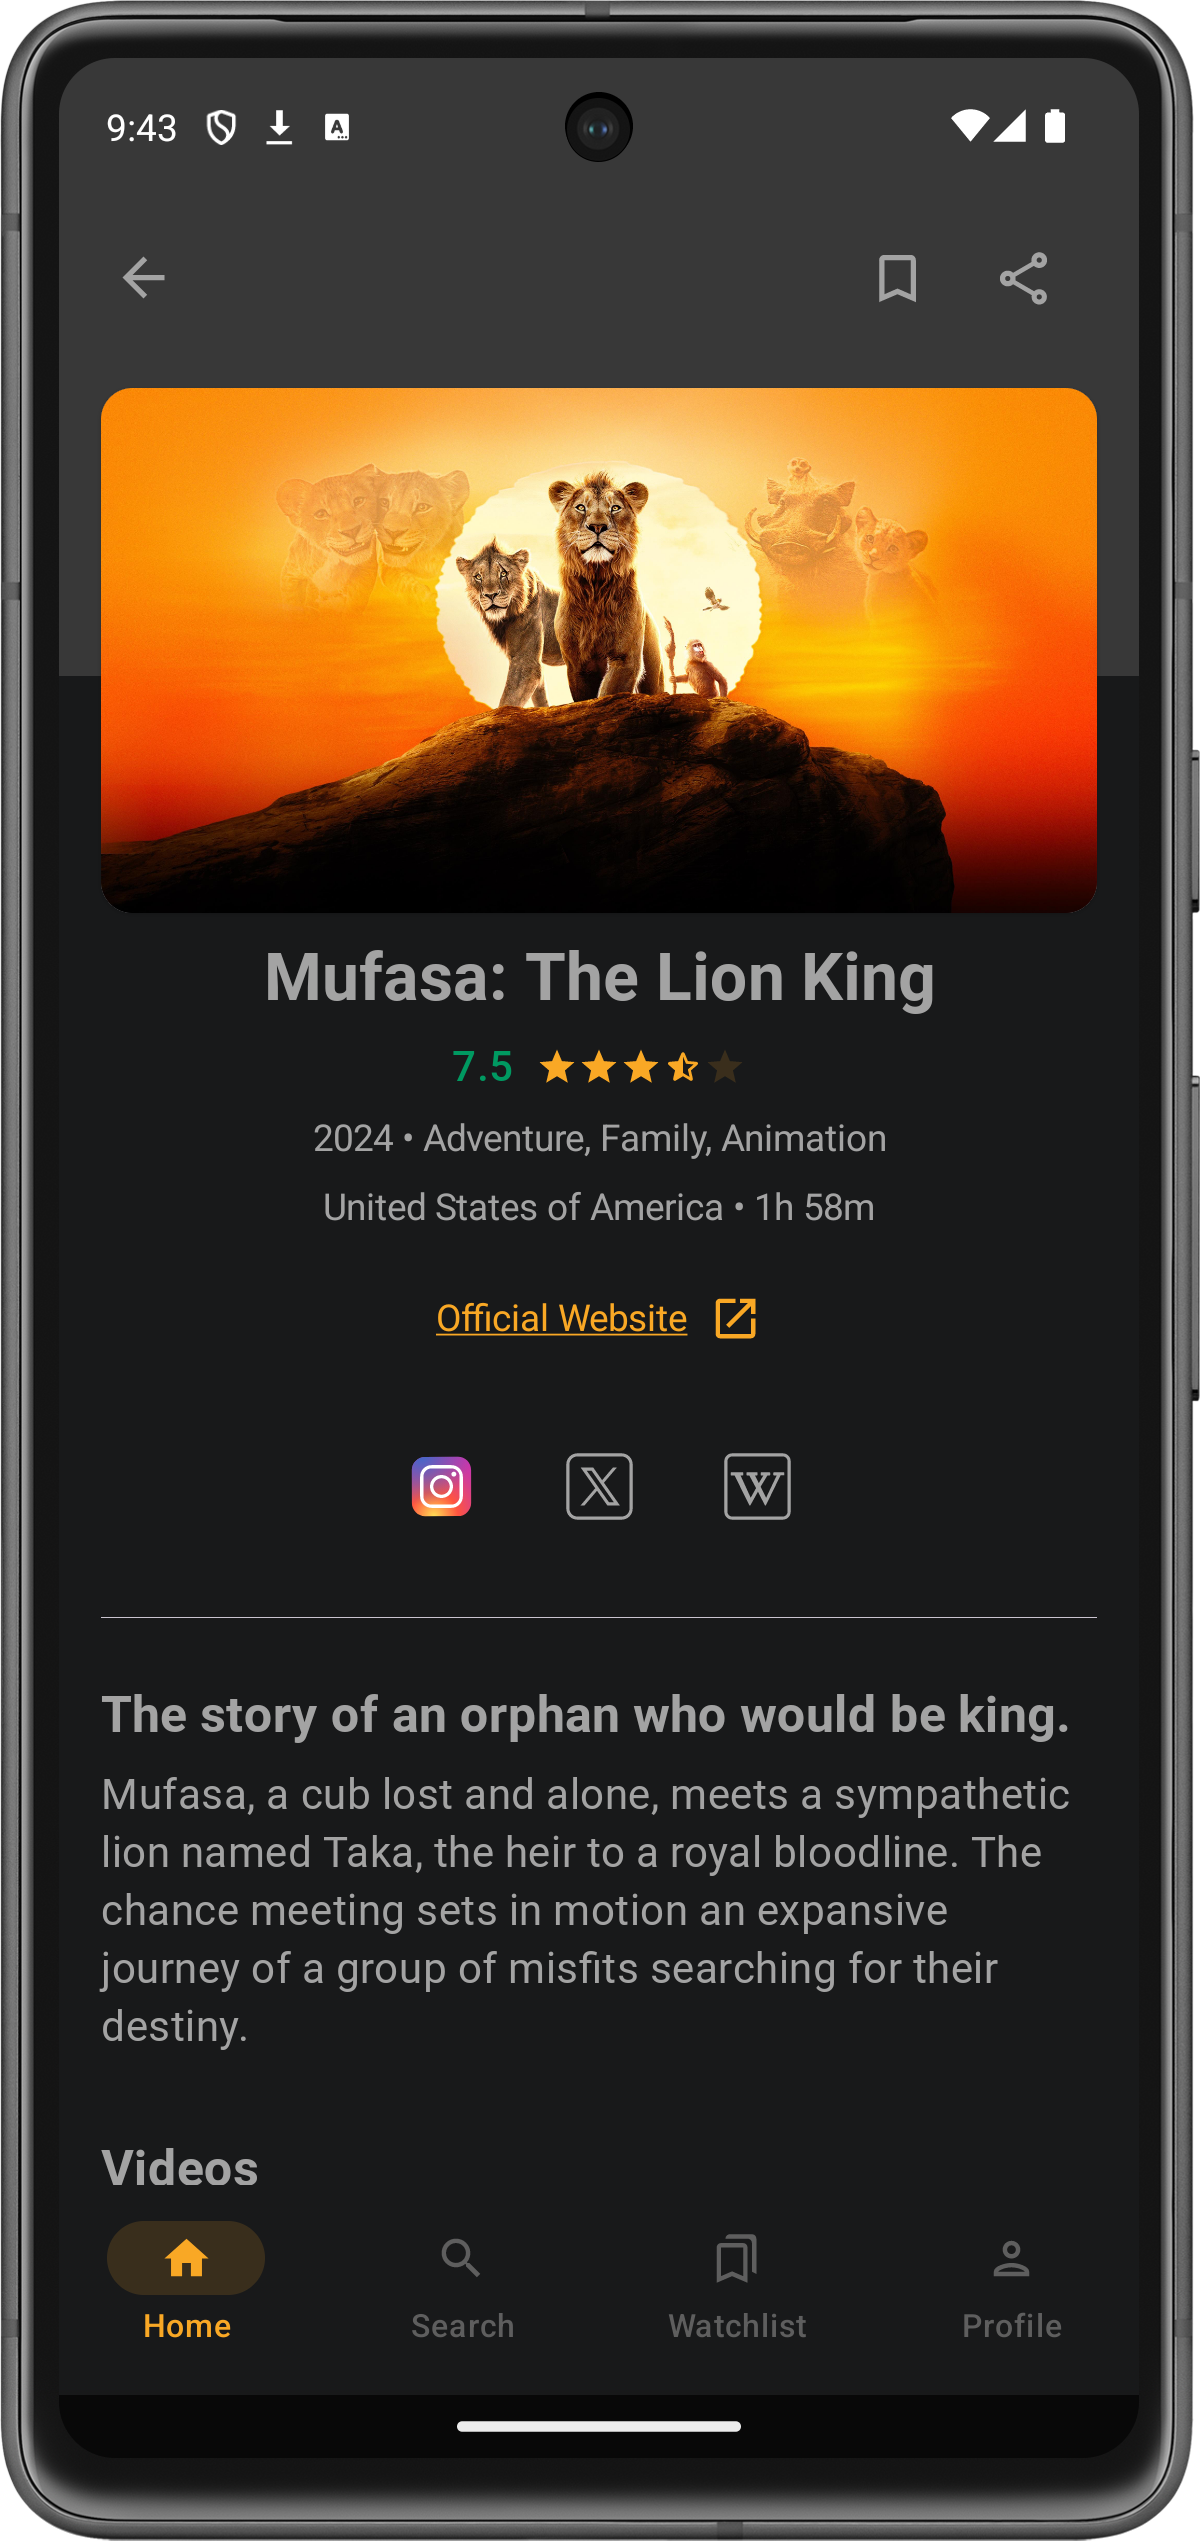 9:43
A
Mufasa: The Lion King
7.5
2024 • Adventure, Family, Animation
United States of America • 1h 58m
Official Website
X
W
The story of an orphan who would be king.
Mufasa, a cub lost and alone, meets a sympathetic
lion named Taka, the heir to a royal bloodline. The
chance meeting sets in motion an expansive
journey of a group of misfits searching for their
destiny.
Videos
Home Search Watchlist Profile